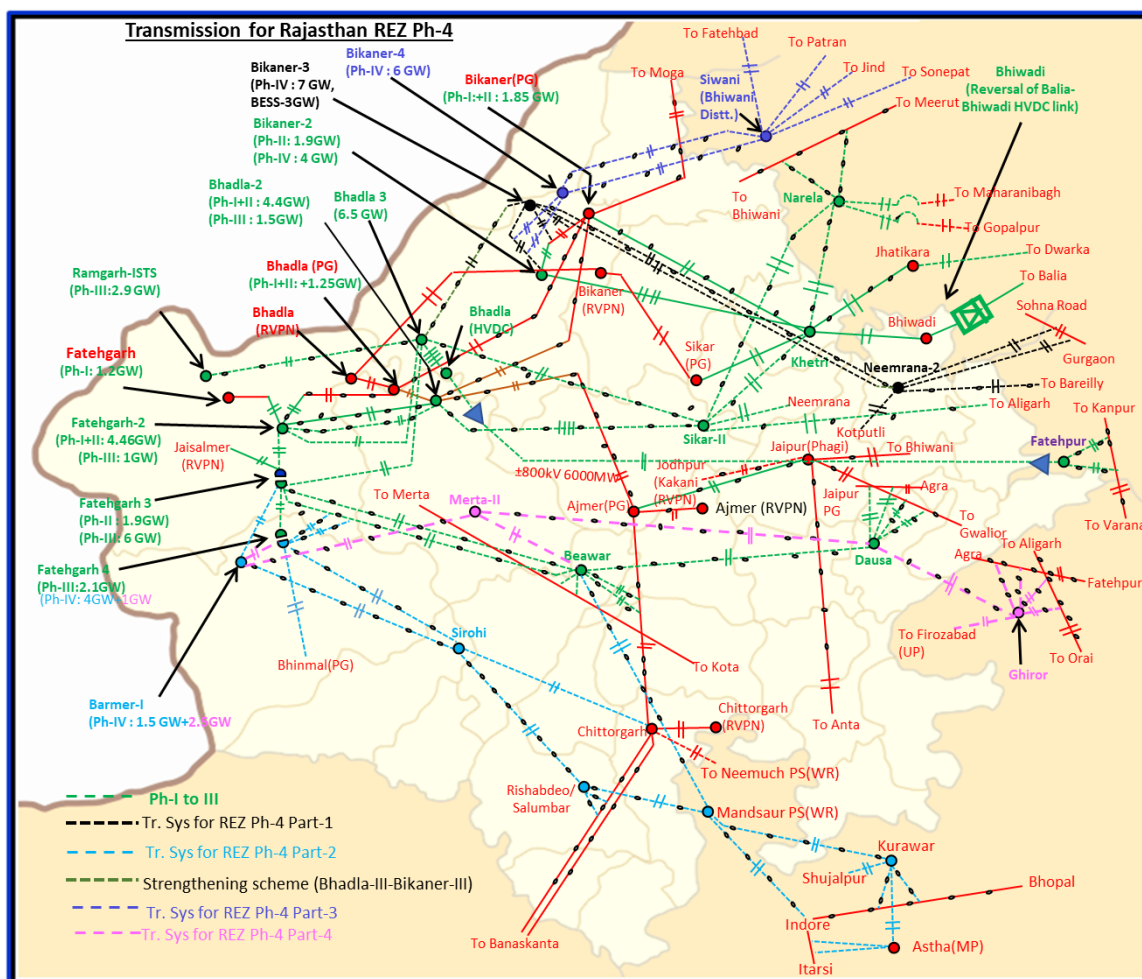 Transmission for Rajasthan REZ Ph-4
Bikaner-4
(Ph-IV : 6 GW)
Bikaner-3
(Ph-IV : 7 GW,
BESS-3GW)
Bikaner(PG)
(Ph-I:+II : 1.85 GW)
Bikaner-2
(Ph-II: 1.9GW)
(Ph-IV : 4 GW)
Bhadla-2
(Ph-I+II : 4.4GW)
(Ph-III : 1.5GW)
Bhadla 3
(6.5 GW)
To Fatehbad
To Patran
To Jind
To Sonepat
To Moga
Siwani
(Bhiwani
Distt.)
To Meerut
Bhiwadi
(Reversal of Balia-
Bhiwadi HVDC link)
To
Bhiwani
Narela
To Maharanibagh
To Gopalpur
Jhatikara
To Dwarka
To Balia
Ramgarh-ISTS
(Ph-III:2.9 GW)
Bhadla (PG)
(Ph-I+II: +1.25GW)
Bhadla
(RVPN)
Bhadla
(HVDC)
Bikaner
(RVPN)
Sikar
(PG)
Khetri
Bhiwadi
Sohna Road
Gurgaon
Neemrana-2
To Bareilly
Fatehgarh
(Ph-I: 1.2GW)
Fatehgarh-2
(Ph-I+II: 4.46GW)
(Ph-III: 1GW)
Jaisalmer
(RVPN)
Neemrana
Sikar-II
Kotputli
To Aligarh
To Kanpur
Fatehpur
To Varana
±800kV 6000MW
Jodhpur
(Kakani)
(RVPN)
Jaipur(Phagi)
To Bhiwani
Jaipur
PG
Agra
To
Gwalior
To Merta
Merta-II
Ajmer(PG)
Ajmer (RVPN)
Fatehgarh 3
(Ph-II :1.9GW)
(Ph-III: 6 GW)
Fatehgarh 4
(Ph-III:2.1GW)
(Ph-IV: 4GW+1GW
Beawar
Dausa
Agra
To Aligarh
Fatehpur
To Firozabad
(UP)
To Orai
Ghiror
Sirohi
Bhinmal(PG)
To Kota
Barmer-I
(Ph-IV : 1.5 GW+2.5GW
To Anta
Chittorgarh
Chittorgarh
(RVPN)
To Neemuch PS(WR)
Rishabdeo/
Salumbar
Mandsaur PS(WR)
Kurawar
Shujalpur
Bhopal
Indore
Itarsi
Astha(MP)
To Banaskanta
Ph-I to III
Tr. Sys for REZ Ph-4 Part-1
Tr. Sys for REZ Ph-4 Part-2
Strengthening scheme (Bhadla-III-Bikaner-III)
Tr. Sys for REZ Ph-4 Part-3
Tr. Sys for REZ Ph-4 Part-4